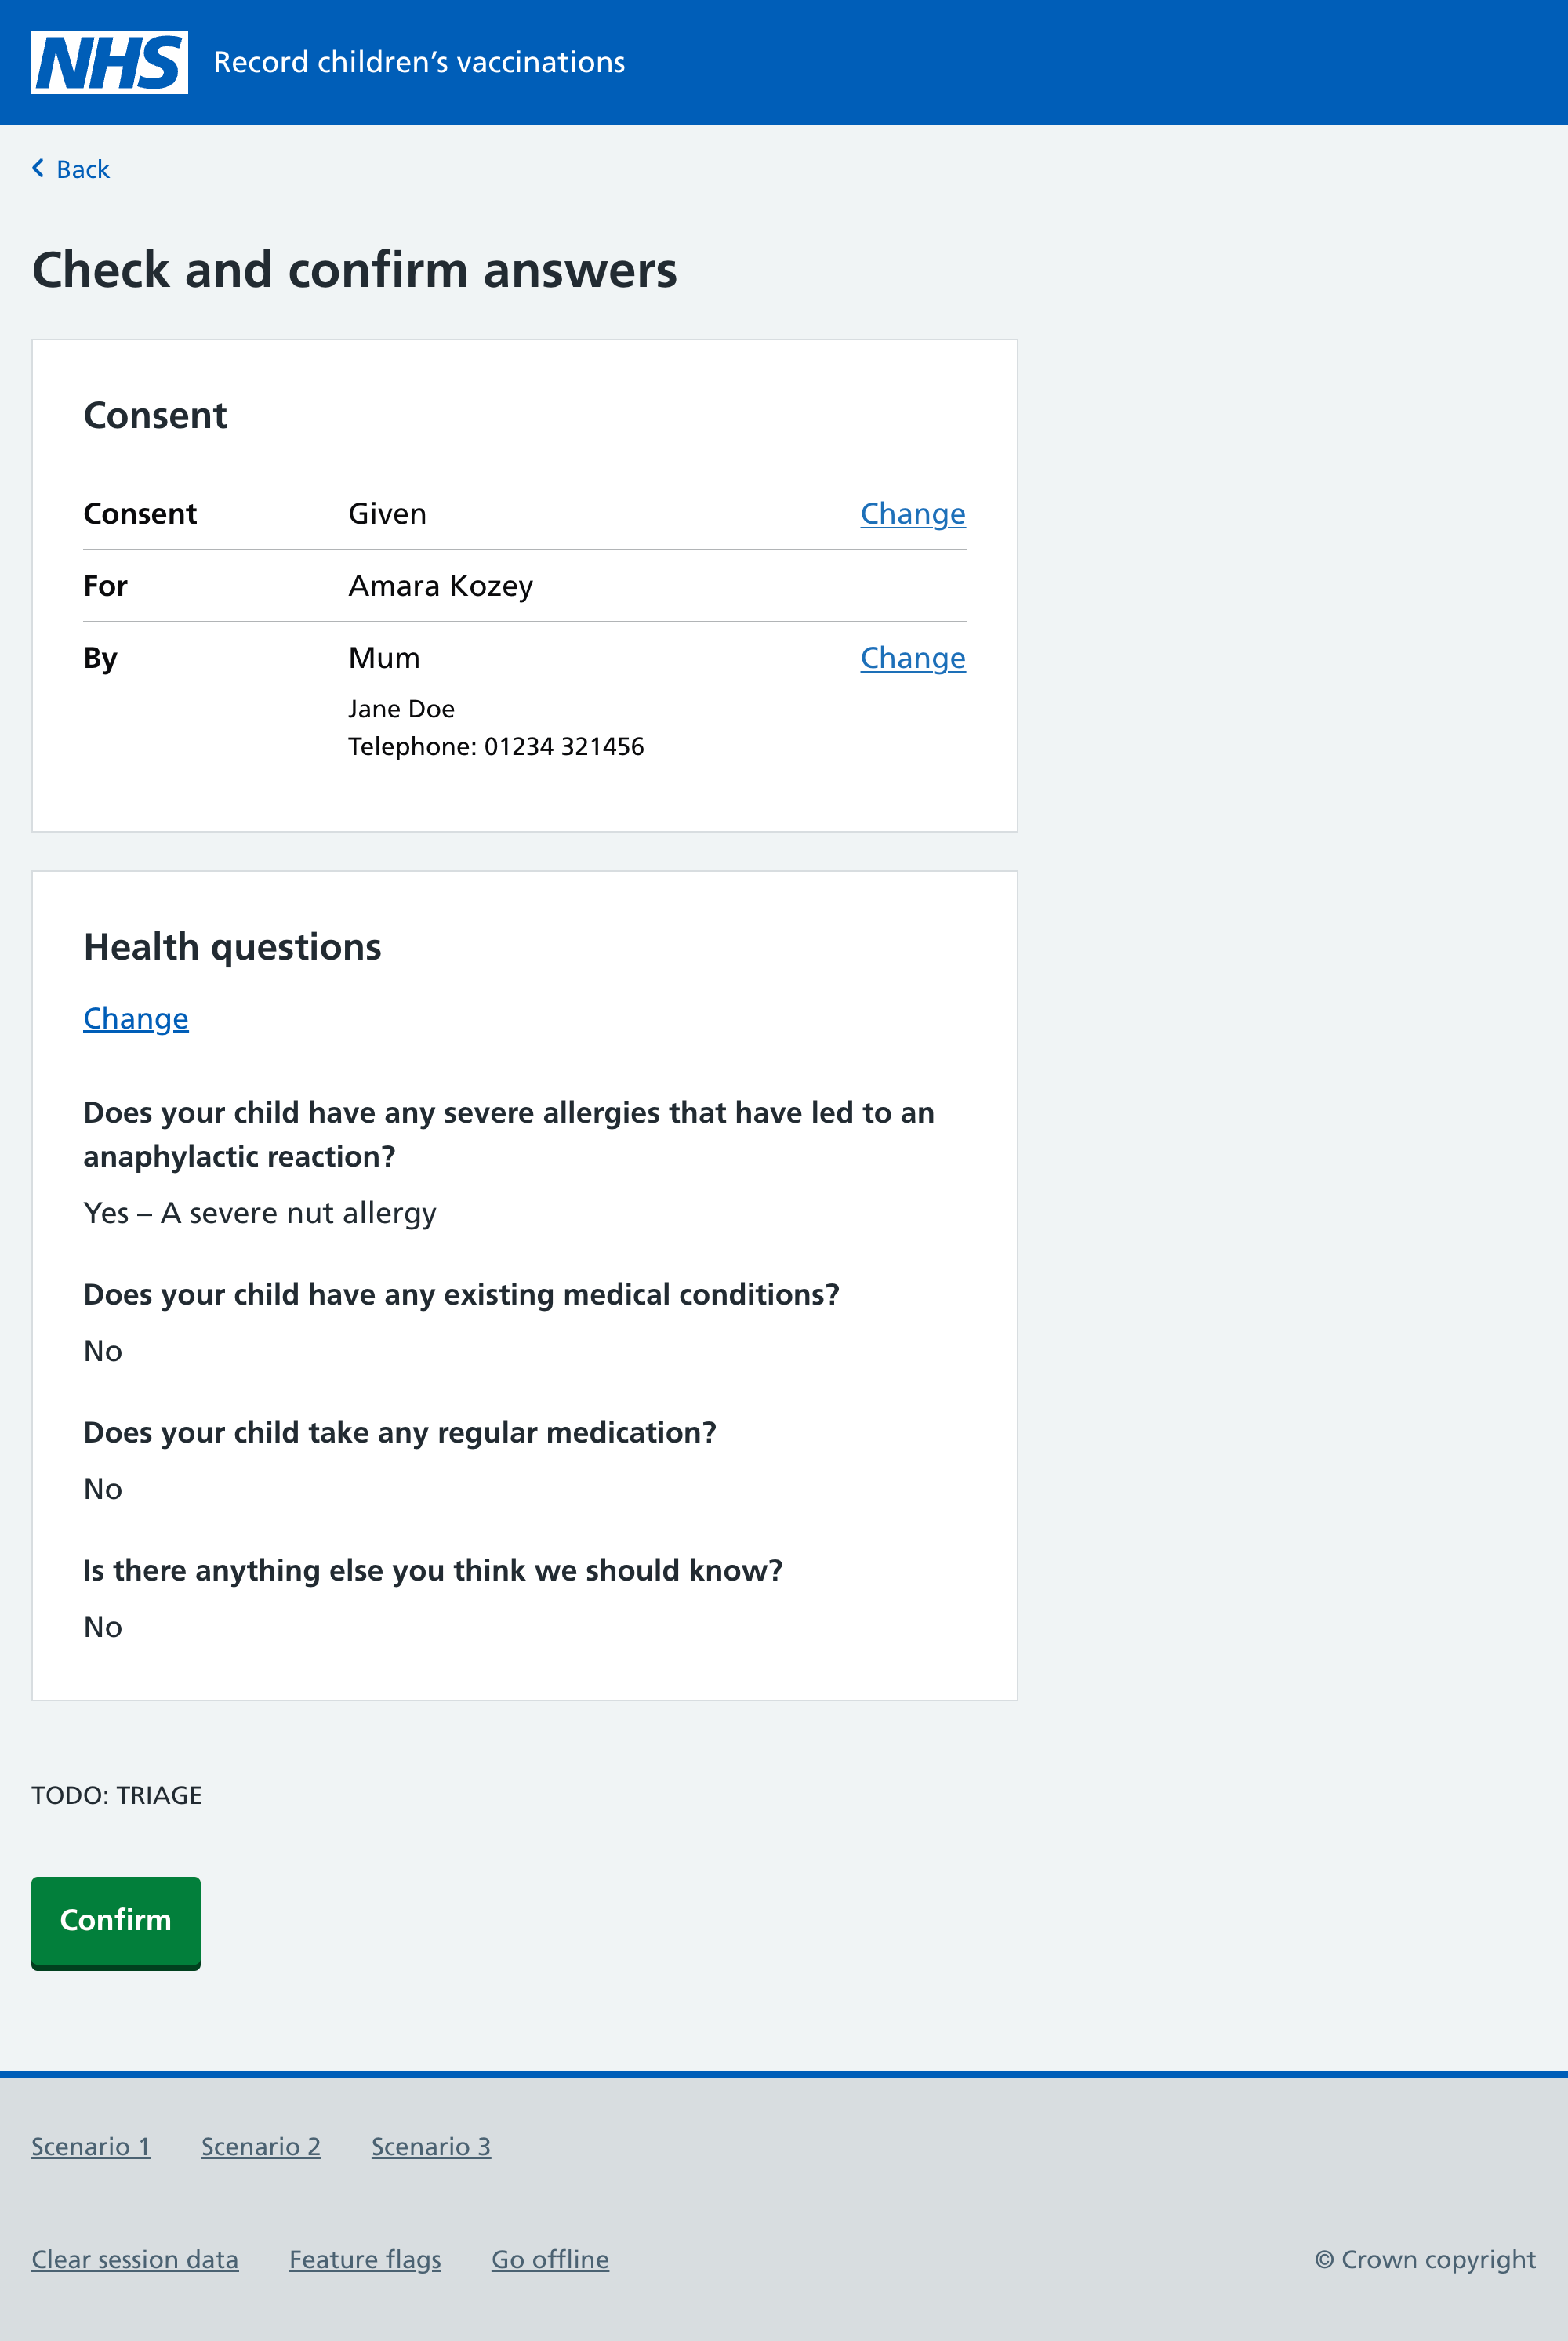 NHS Record children’s vaccinations
Back
Check and confirm answers
Consent
Consent Given Change
For Amara Kozey
By Mum Change
Jane Doe
Telephone: 01234 321456
Health questions
Change
Does your child have any severe allergies that have led to an
anaphylactic reaction?
Yes – A severe nut allergy
Does your child have any existing medical conditions?
No
Does your child take any regular medication?
No
Is there anything else you think we should know?
No
TODO: TRIAGE
Confirm
Scenario 1 Scenario 2 Scenario 3
Clear session data Feature flags Go offline © Crown copyright